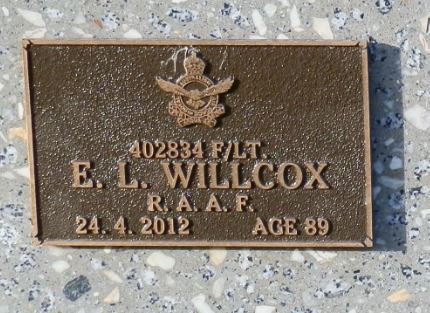 402834 F/LT.
E. L. WILLCOX
R. A. A. F.
24. 4. 2012 AGE 89